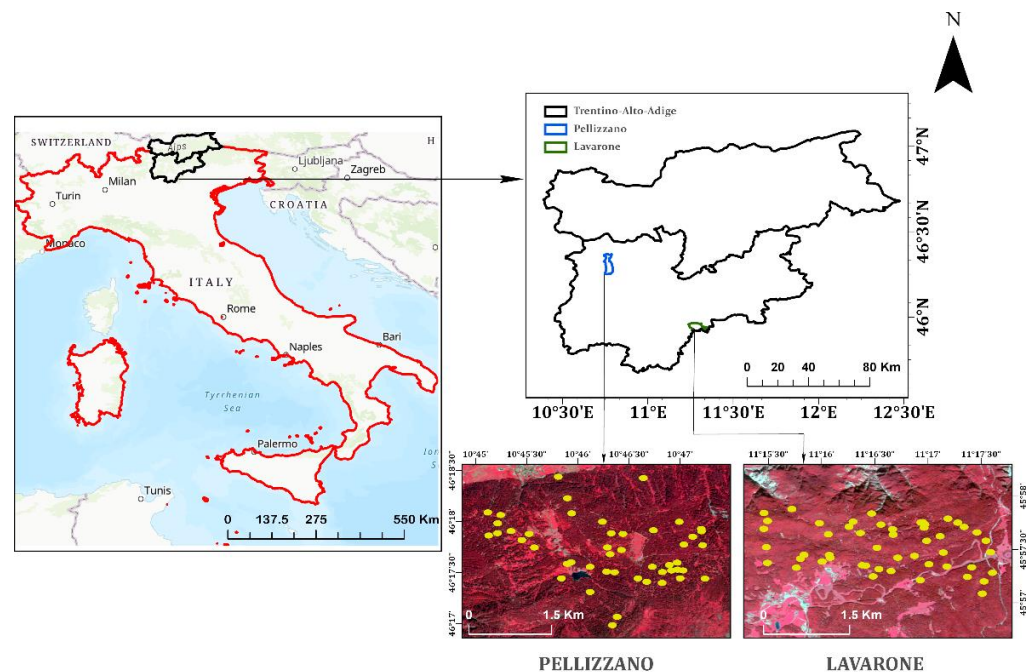 N
SWITZERLAND
Alps
H
Ljubljana
Zagreb
Milan
Turin
CROATIA
Monaco
ITALY
Rome
Bari
Naples
Tyrrhenian
Sea
Ion
S
Palermo
Tunis
0 137.5 275 550 Km
Trentino-Alto-Adige
Pellizzano
Lavarone
47°N
46°30'N
46°N
0 20 40 80 Km
10°30'E 11°E 11°30'E 12°E 12°30'E
10°45' 10°45'30" 10°46' 10°46'30" 10°47'
46°18'30"
46°18'
46°17'30"
46°17'
0 1.5 Km
PELLIZZANO
11°15'30" 11°16' 11°16'30" 11°17' 11°17'30"
45°58'
45°57'30"
45°57'
0 1.5 Km
LAVARONE